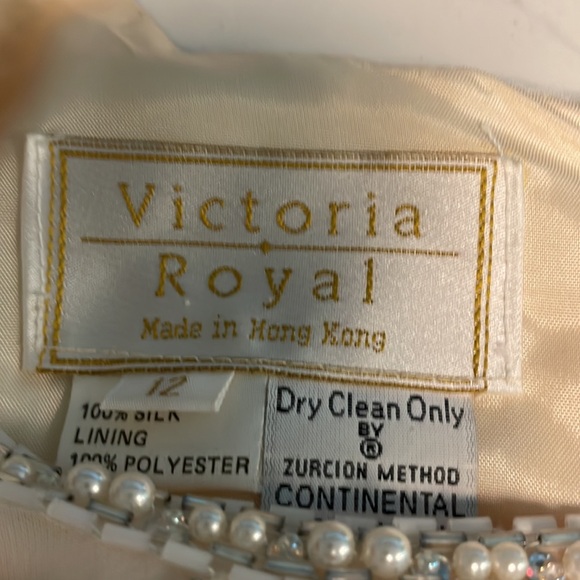 Victoria
Royal
Made in Hong Kong
12
100% SILK
LINING
100% POLYESTER
Dry Clean Only
BY
®
ZURCION METHOD
CONTINENTAL